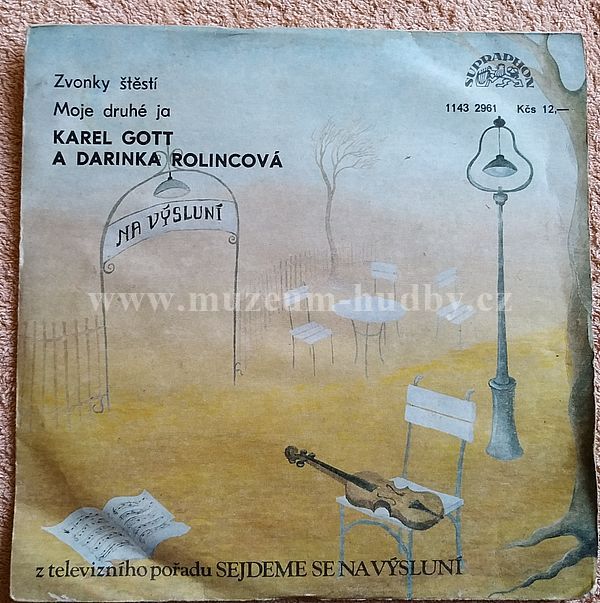 Zvonky štěstí
Moje druhé ja
KAREL GOTT
A DARINKA ROLINCOVÁ
SUPRAPHON
1143 2961 Kčs 12,—
NA VÝSLUNÍ
www.muzeum-hudby.cz
z televizního pořadu SEJDEME SE NA VÝSLUNÍ